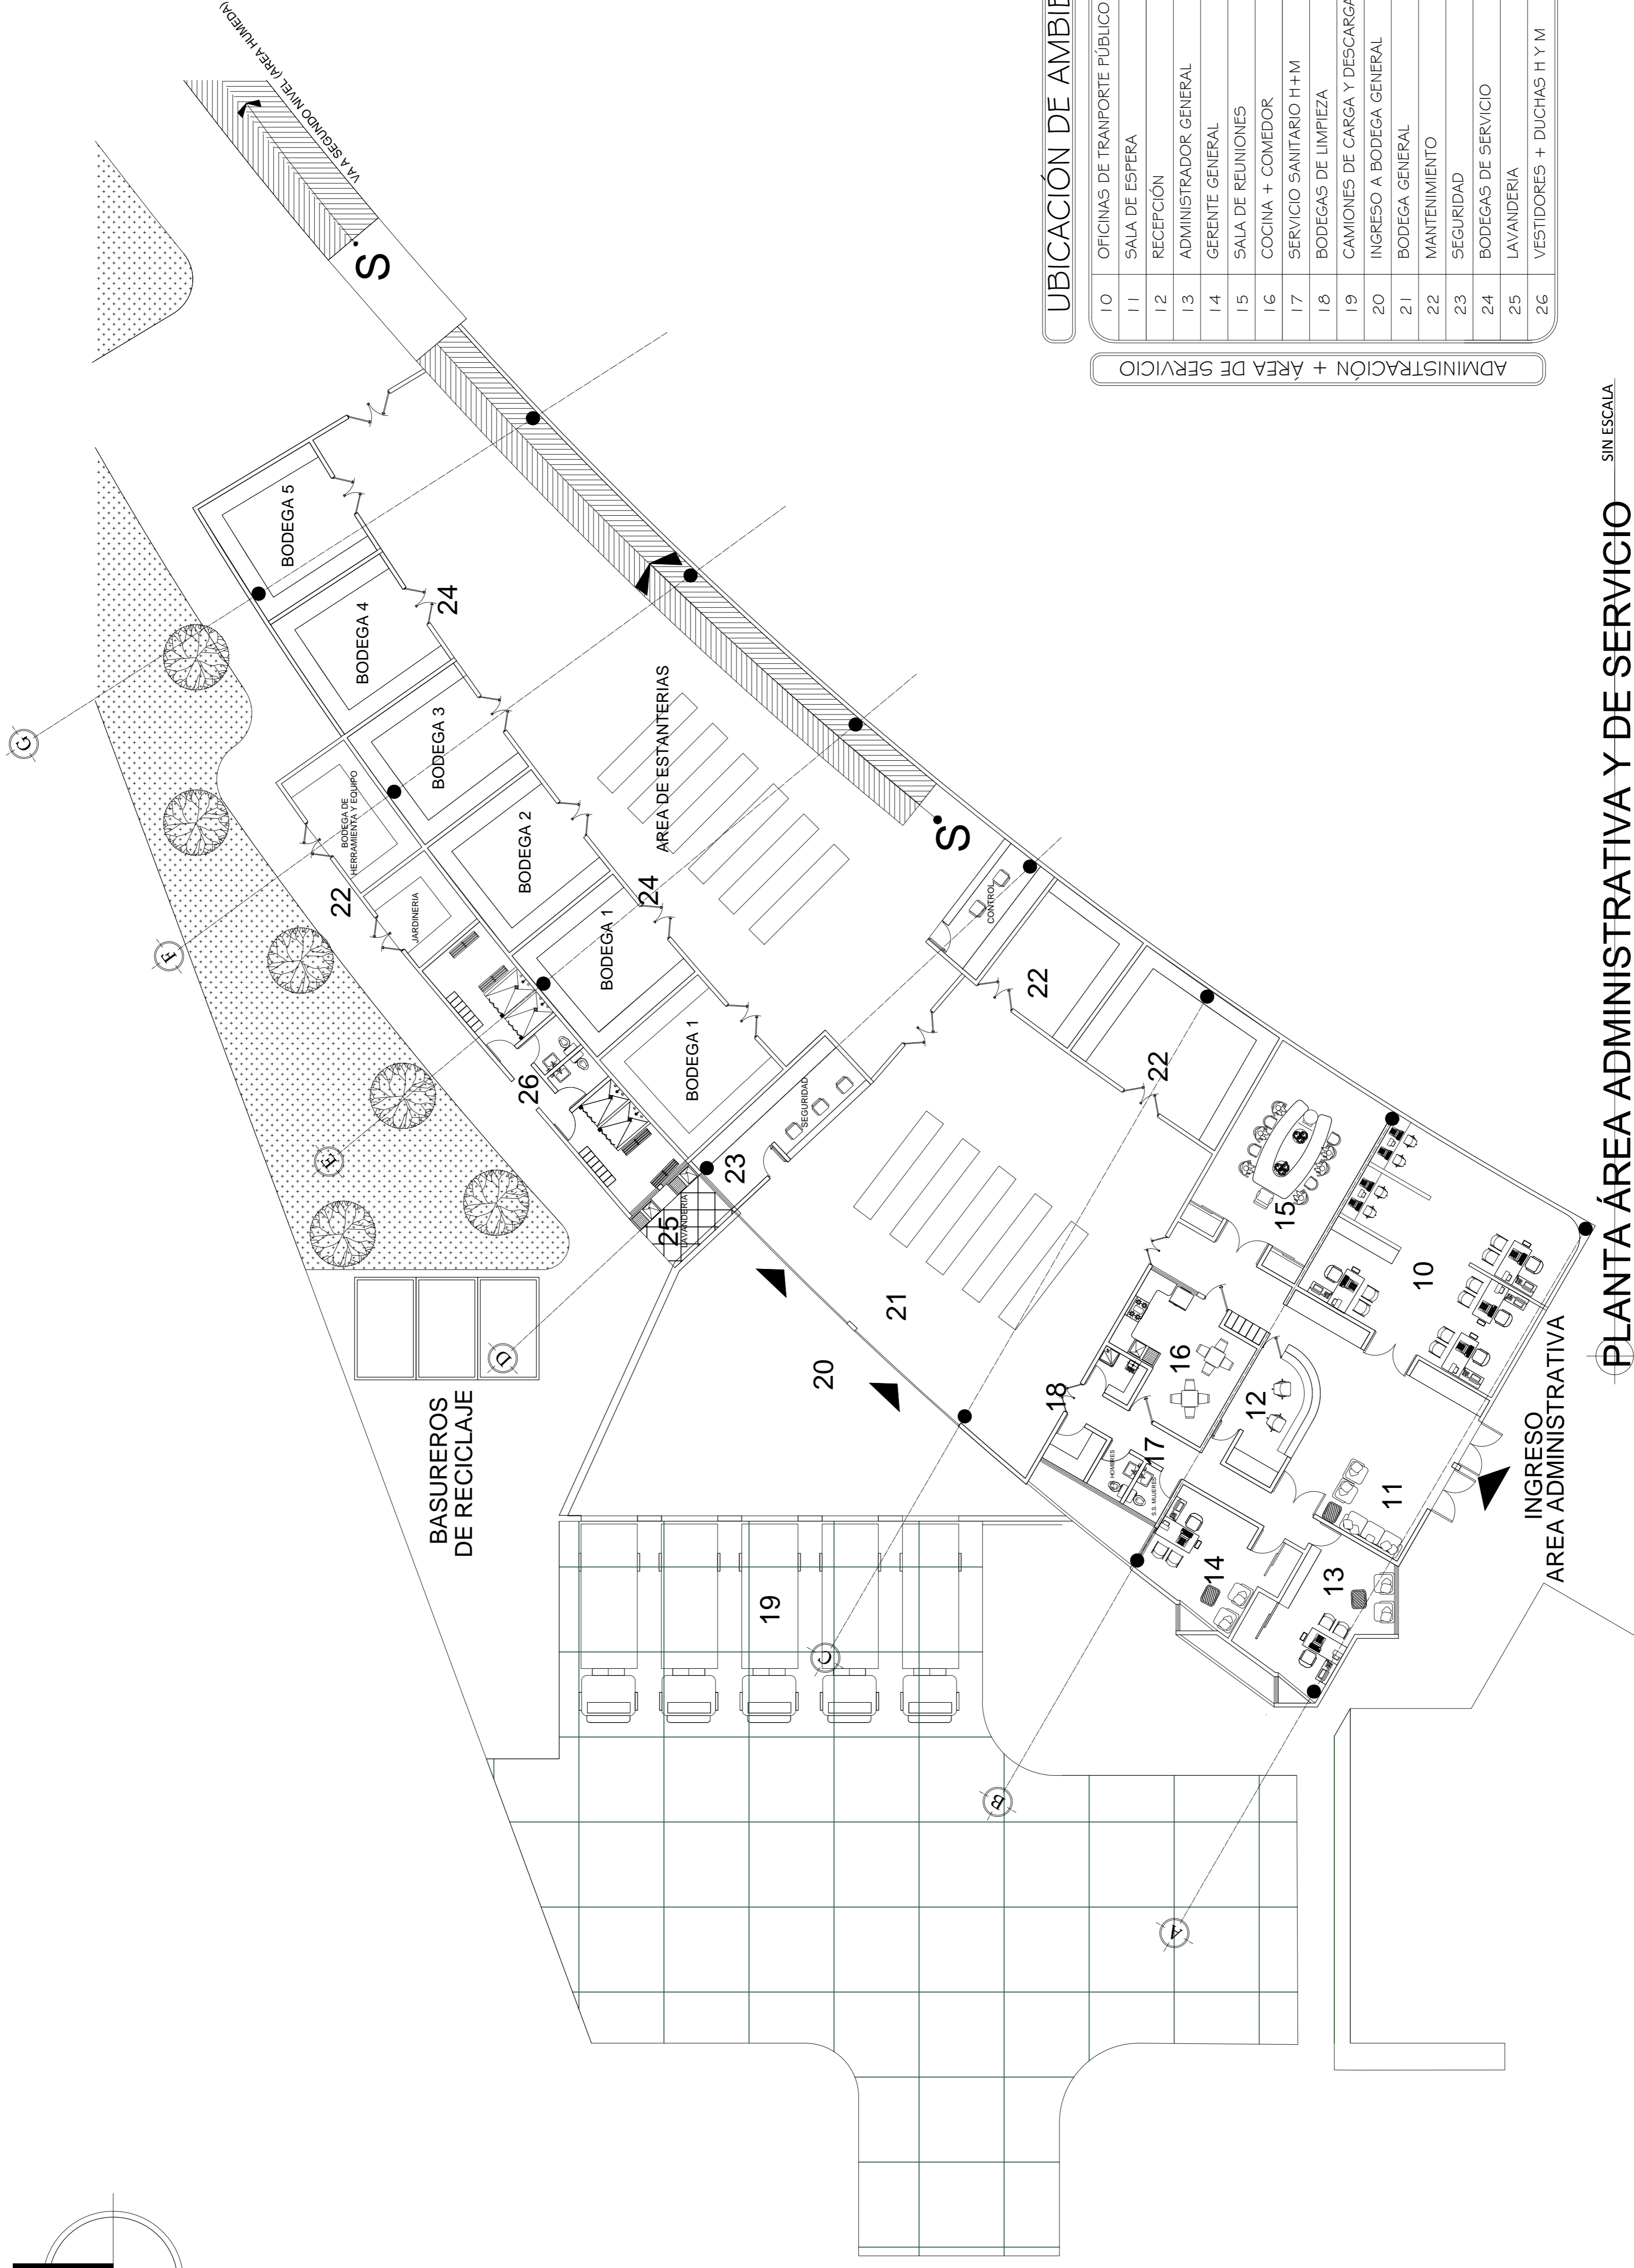 VA A SEGUNDO NIVEL (AREA HUMEDA)
S
BODEGA 5
BODEGA 4
24
BODEGA 3
BODEGA DE
HERRAMIENTA Y EQUIPO
22
JARDINERIA
BODEGA 2
AREA DE ESTANTERIAS
24
BODEGA 1
BODEGA 1
26
S
CONTROL
22
22
SEGURIDAD
23
25
LAVANDERIA
G
F
E
D
C
B
A
BASUREROS
DE RECICLAJE
20
21
19
18
16
17
HOMBRES
S.S. MUJERES
15
10
12
11
14
13
INGRESO
AREA ADMINISTRATIVA
UBICACIÓN DE AMBIE
ADMINISTRACIÓN + ÁREA DE SERVICIO
10 OFICINAS DE TRANPORTE PÚBLICO
11 SALA DE ESPERA
12 RECEPCIÓN
13 ADMINISTRADOR GENERAL
14 GERENTE GENERAL
15 SALA DE REUNIONES
16 COCINA + COMEDOR
17 SERVICIO SANITARIO H+M
18 BODEGAS DE LIMPIEZA
19 CAMIONES DE CARGA Y DESCARGA
20 INGRESO A BODEGA GENERAL
21 BODEGA GENERAL
22 MANTENIMIENTO
23 SEGURIDAD
24 BODEGAS DE SERVICIO
25 LAVANDERIA
26 VESTIDORES + DUCHAS H Y M
PLANTA ÁREA ADMINISTRATIVA Y DE SERVICIO
SIN ESCALA